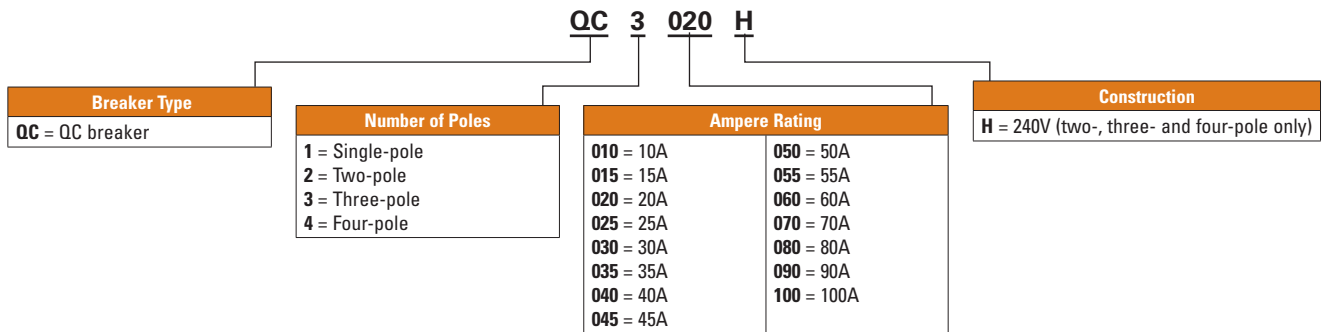 QC 3 020 H
Breaker Type
QC = QC breaker
Number of Poles
1 = Single-pole
2 = Two-pole
3 = Three-pole
4 = Four-pole
Ampere Rating
010 = 10A
015 = 15A
020 = 20A
025 = 25A
030 = 30A
035 = 35A
040 = 40A
045 = 45A
050 = 50A
055 = 55A
060 = 60A
070 = 70A
080 = 80A
090 = 90A
100 = 100A
Construction
H = 240V (two-, three- and four-pole only)